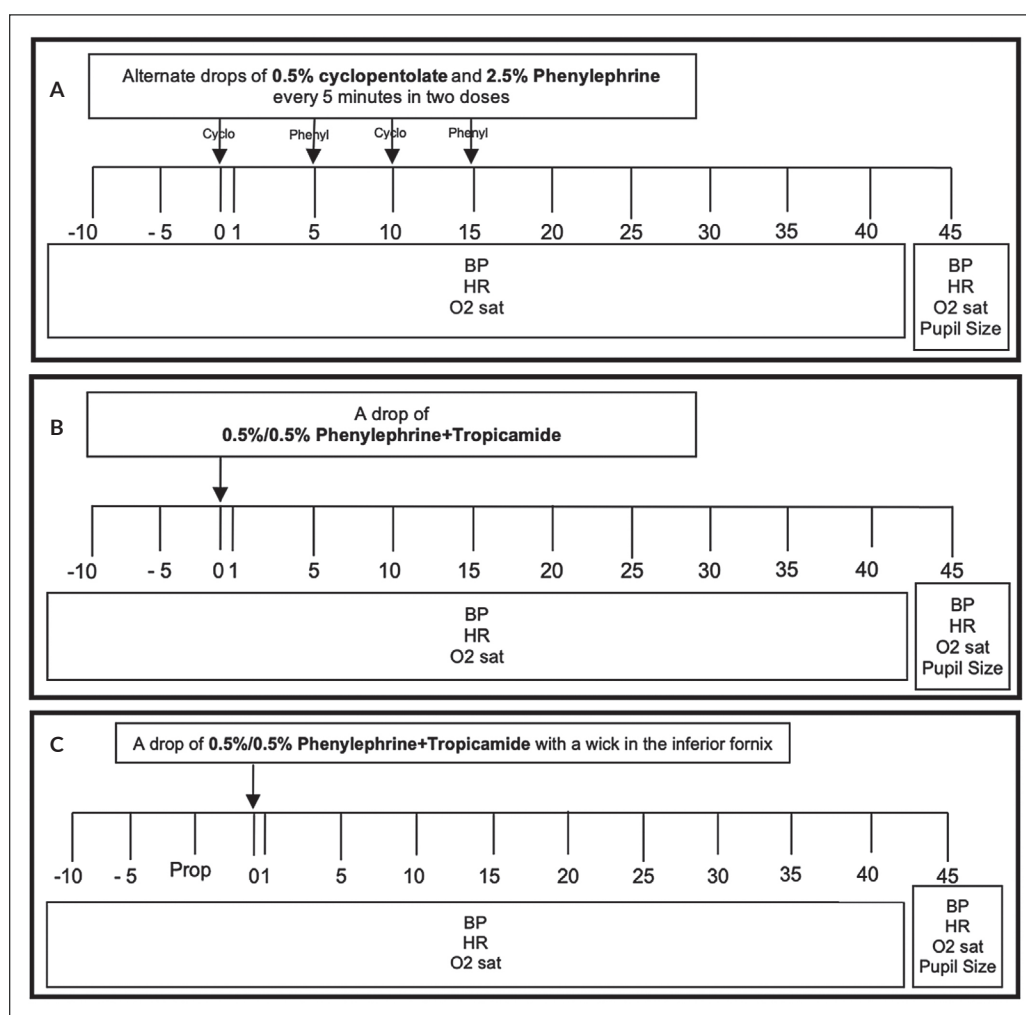 A
Alternate drops of 0.5% cyclopentolate and 2.5% Phenylephrine
every 5 minutes in two doses
Cyclo Phenyl Cyclo Phenyl
-10 - 5 0 1 5 10 15 20 25 30 35 40 45
BP
HR
O2 sat
BP
HR
O2 sat
Pupil Size
B
A drop of
0.5%/0.5% Phenylephrine+Tropicamide
-10 - 5 0 1 5 10 15 20 25 30 35 40 45
BP
HR
O2 sat
BP
HR
O2 sat
Pupil Size
C
A drop of 0.5%/0.5% Phenylephrine+Tropicamide with a wick in the inferior fornix
-10 - 5 Prop 01 5 10 15 20 25 30 35 40 45
BP
HR
O2 sat
BP
HR
O2 sat
Pupil Size